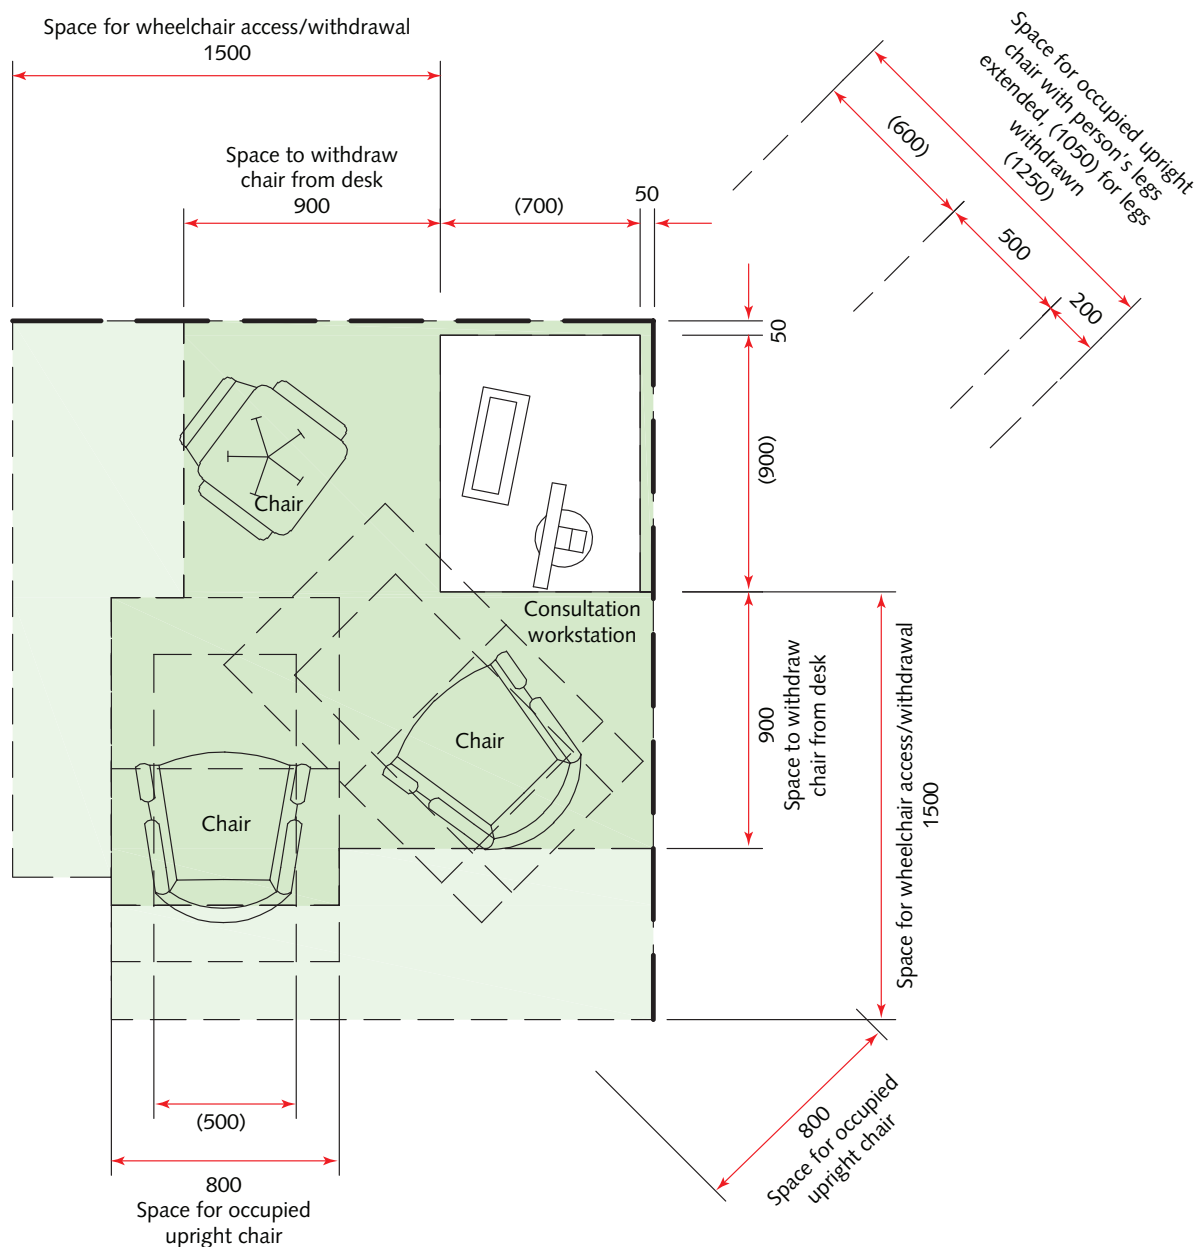 Space for wheelchair access/withdrawal
1500
Space for occupied upright
chair with person's legs
extended, (1050) for legs
withdrawn
(1250)
(600)
500
200
Space to withdraw
chair from desk
900
(700)
50
50
(900)
Chair
Consultation
workstation
Chair
Chair
900
Space to withdraw
chair from desk
Space for wheelchair access/withdrawal
1500
(500)
800
Space for occupied
upright chair
800
Space for occupied
upright chair